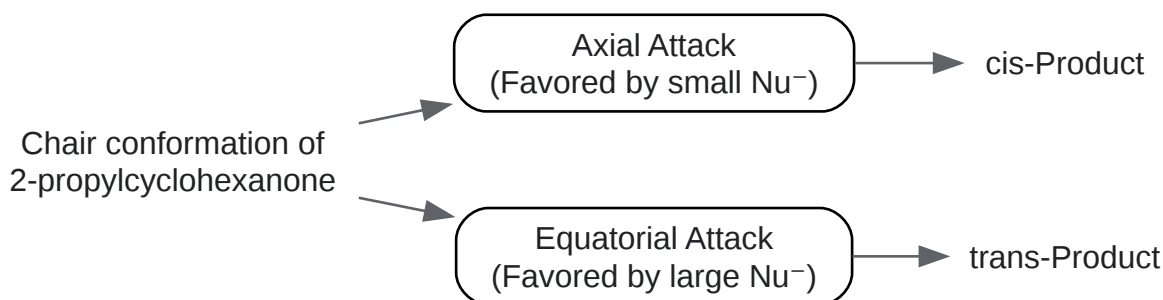 Axial Attack
(Favored by small Nu⁻)
cis-Product
Chair conformation of
2-propylcyclohexanone
Equatorial Attack
(Favored by large Nu⁻)
trans-Product